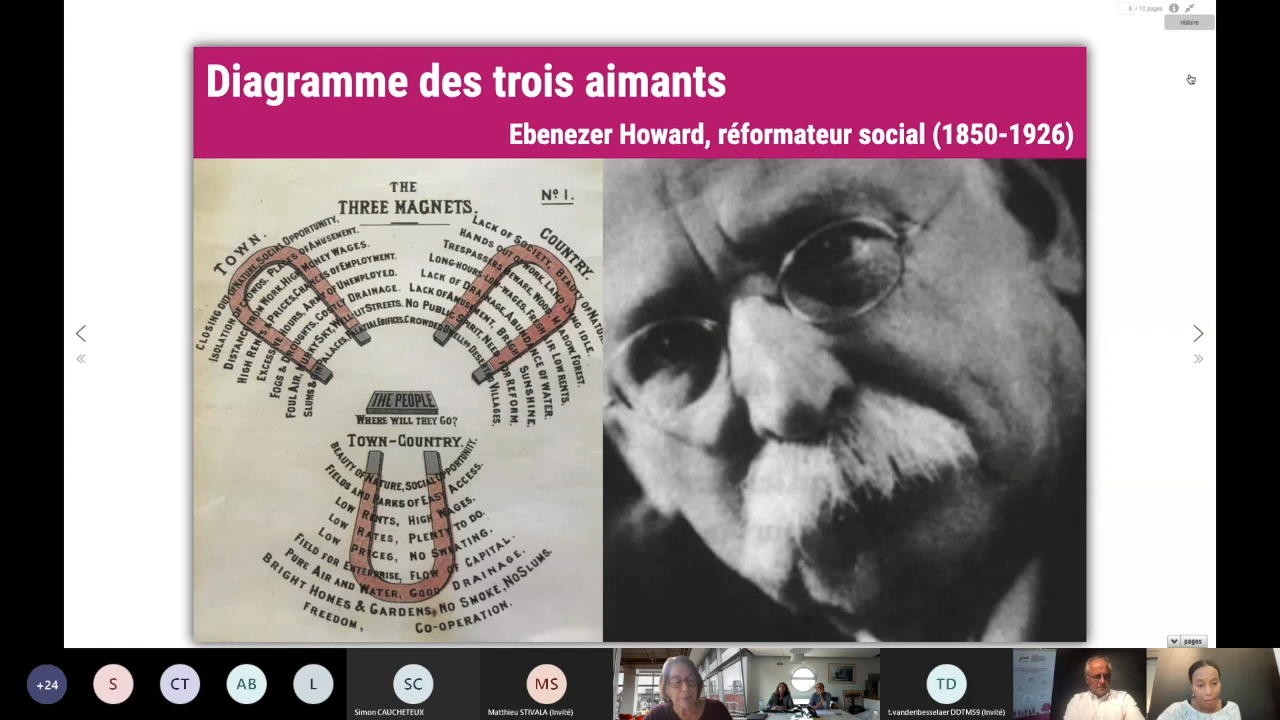 6 / 10 pages
réduire
Diagramme des trois aimants
Ebenezer Howard, réformateur social (1850-1926)
THE
THREE MAGNETS.
Nº 1.
TOWN.
CLOSING OUT OF NATURE. SOCIAL OPPORTUNITY.
ISOLATION OF CROWDS. PLACES OF AMUSEMENT.
DISTANCE FROM WORK. HIGH MONEY WAGES.
HIGH RENTS & PRICES. CHANCES OF EMPLOYMENT.
EXCESSIVE HOURS. ARMY OF UNEMPLOYED.
FOGS & DROUGHTS. COSTLY DRAINAGE.
FOUL AIR. MURKY SKY. WELL-LIT STREETS.
SLUMS & GIN PALACES. PALATIAL EDIFICES.
COUNTRY.
LACK OF SOCIETY. BEAUTY OF NATURE.
HANDS OUT OF WORK. LAND LYING IDLE.
TRESPASSERS BEWARE. WOOD, MEADOW, FOREST.
LONG HOURS-LOW WAGES. FRESH AIR LOW RENTS.
LACK OF DRAINAGE. ABUNDANCE OF WATER.
LACK OF AMUSEMENT. BRIGHT SUNSHINE.
NO PUBLIC SPIRIT. NEED FOR REFORM.
CROWDED DWELLINGS DESERTED VILLAGES.
THE PEOPLE
WHERE WILL THEY GO?
TOWN-COUNTRY.
BEAUTY OF NATURE, SOCIAL OPPORTUNITY.
FIELDS AND PARKS OF EASY ACCESS.
LOW RENTS, HIGH WAGES.
LOW RATES, PLENTY TO DO.
LOW PRICES, NO SWEATING.
FIELD FOR ENTERPRISE, FLOW OF CAPITAL.
PURE AIR AND WATER, GOOD DRAINAGE.
BRIGHT HOMES & GARDENS, NO SMOKE, NO SLUMS.
FREEDOM, CO-OPERATION.
pages
+24
S
CT
AB
L
SC
MS
TD
Simon CAUCHETEUX
Matthieu STIVALA (Invité)
t.vandenbesselaer DDTM59 (Invité)